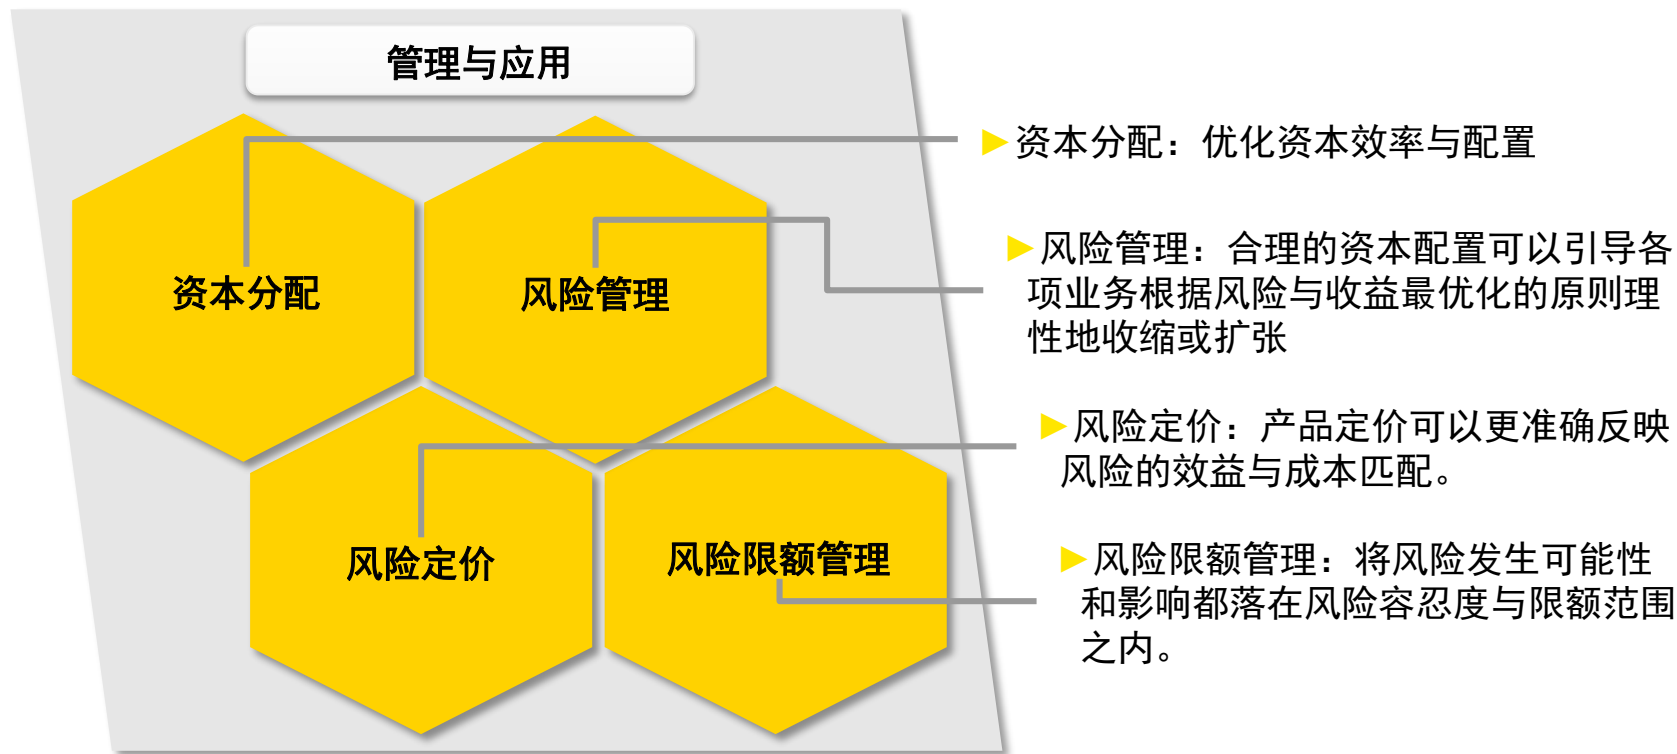 管理与应用
资本分配
风险管理
风险定价
风险限额管理
▶资本分配：优化资本效率与配置
▶风险管理：合理的资本配置可以引导各
项业务根据风险与收益最优化的原则理
性地收缩或扩张
▶风险定价：产品定价可以更准确反映
风险的效益与成本匹配。
▶风险限额管理：将风险发生可能性
和影响都落在风险容忍度与限额范围
之内。